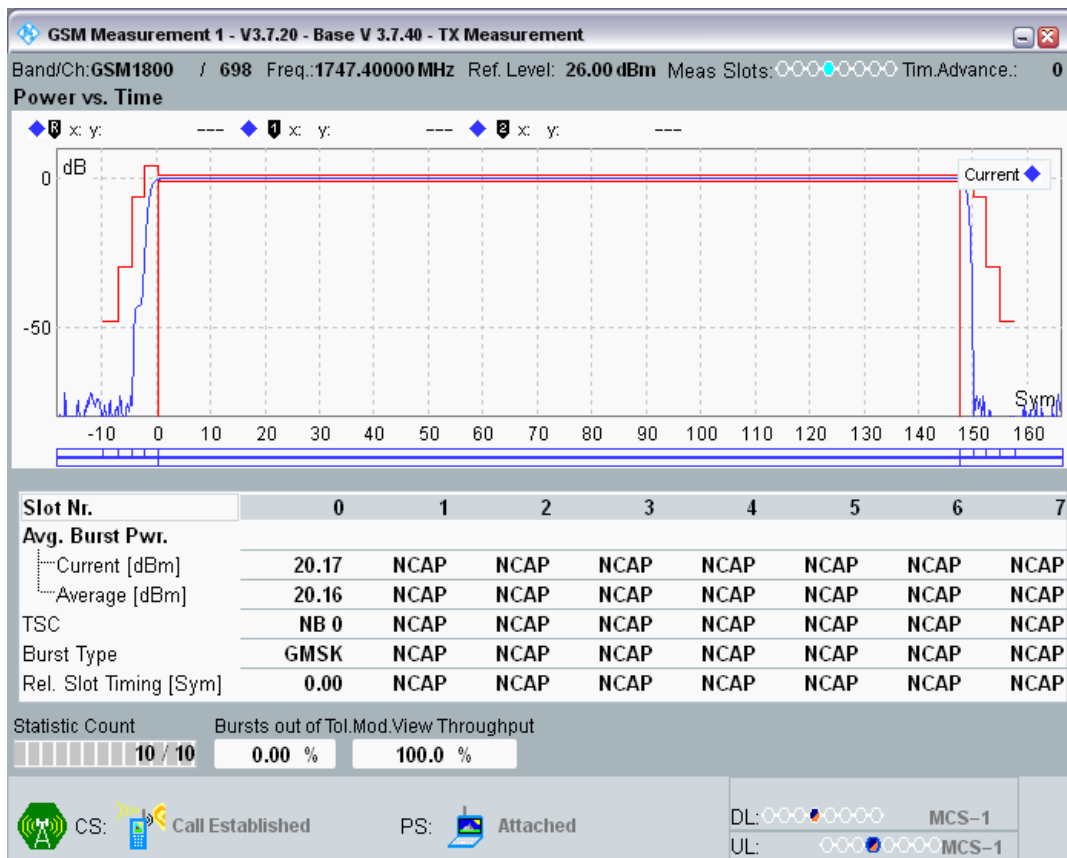 GSM Measurement 1 - V3.7.20 - Base V 3.7.40 - TX Measurement
Band/Ch:GSM1800 / 698 Freq.:1747.40000 MHz Ref. Level: 26.00 dBm Meas Slots: Tim.Advance.: 0
Power vs. Time
R x: y: --- 1 x: y: --- 2 x: y: ---
dB
Current
0
-50
Sym
-10 0 10 20 30 40 50 60 70 80 90 100 110 120 130 140 150 160
Slot Nr. 0 1 2 3 4 5 6 7
Avg. Burst Pwr.
Current [dBm] 20.17 NCAP NCAP NCAP NCAP NCAP NCAP NCAP
Average [dBm] 20.16 NCAP NCAP NCAP NCAP NCAP NCAP NCAP
TSC NB 0 NCAP NCAP NCAP NCAP NCAP NCAP NCAP
Burst Type GMSK NCAP NCAP NCAP NCAP NCAP NCAP NCAP
Rel. Slot Timing [Sym] 0.00 NCAP NCAP NCAP NCAP NCAP NCAP NCAP
Statistic Count Bursts out of Tol. Mod.View Throughput
10 / 10 0.00 % 100.0 %
CS: Call Established PS: Attached
DL: MCS-1
UL: MCS-1